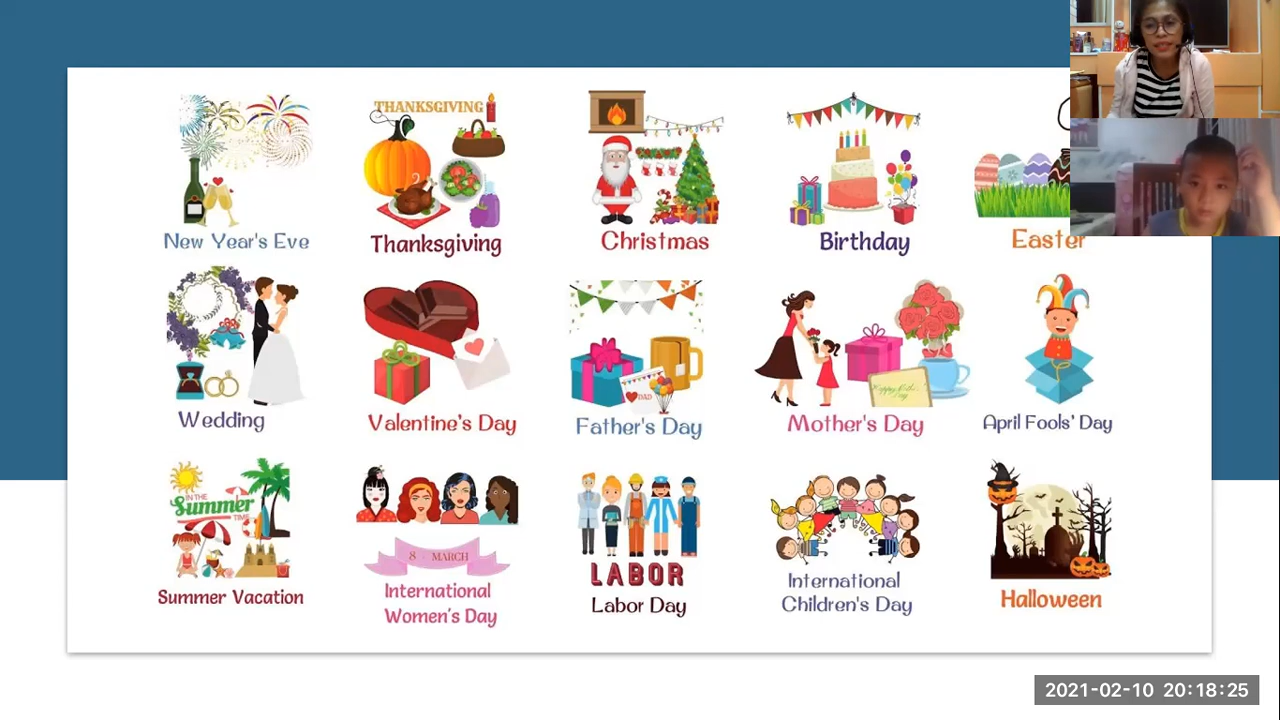 THANKSGIVING
New Year's Eve
Thanksgiving
Christmas
Birthday
Easter
DAD
Wedding
Valentine's Day
Father's Day
Mother's Day
April Fools' Day
IN THE
Summer
TIME
8 MARCH
LABOR
Summer Vacation
International
Women's Day
Labor Day
International
Children's Day
Halloween
2021-02-10 20:18:25